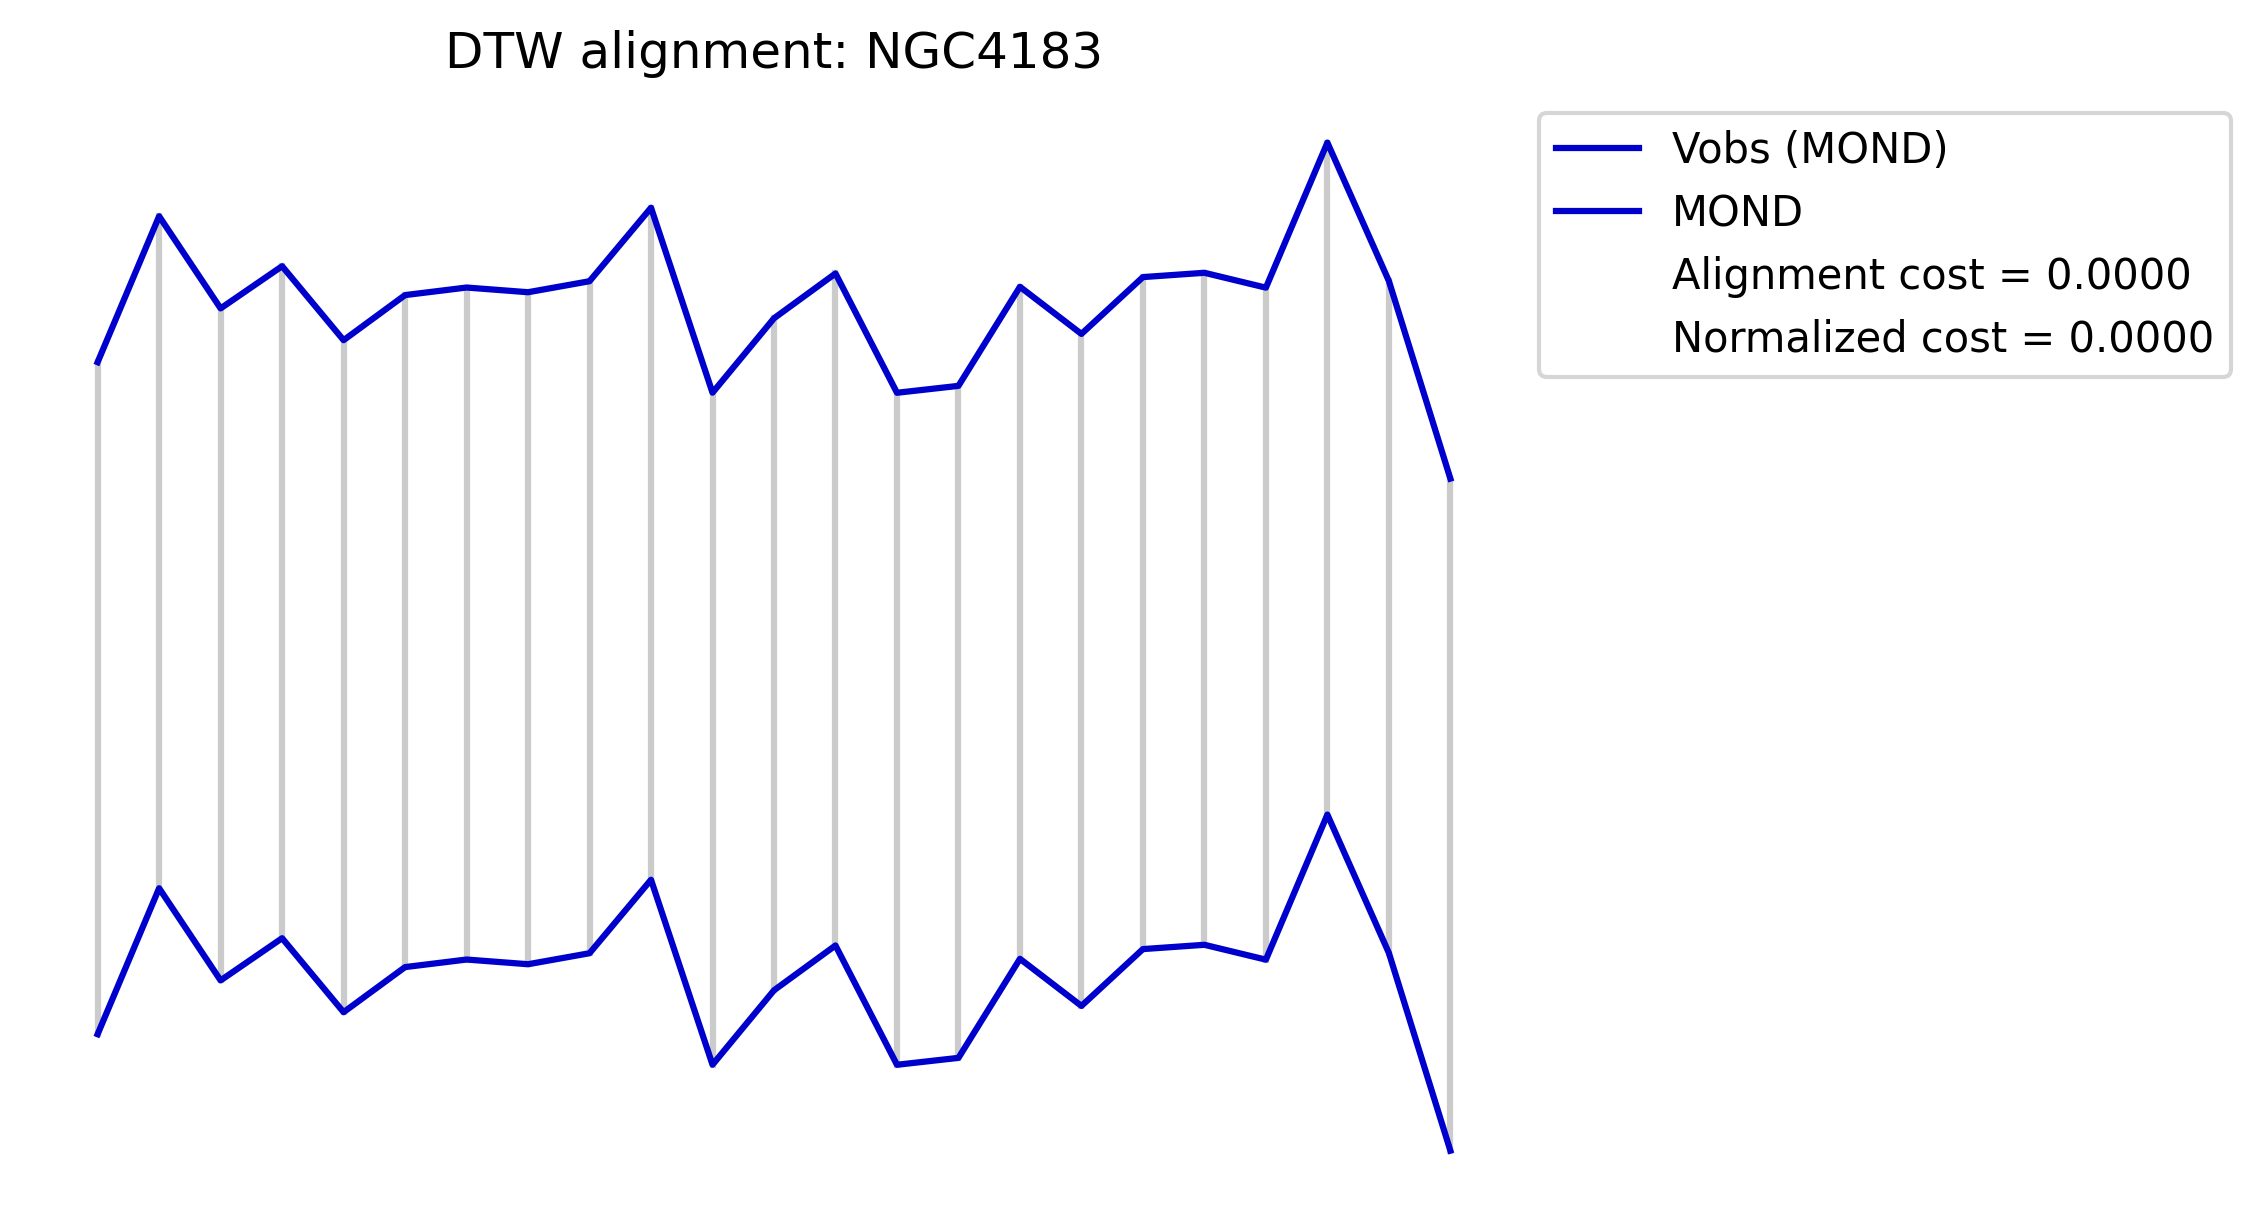 DTW alignment: NGC4183
Vobs (MOND)
MOND
Alignment cost = 0.0000
Normalized cost = 0.0000